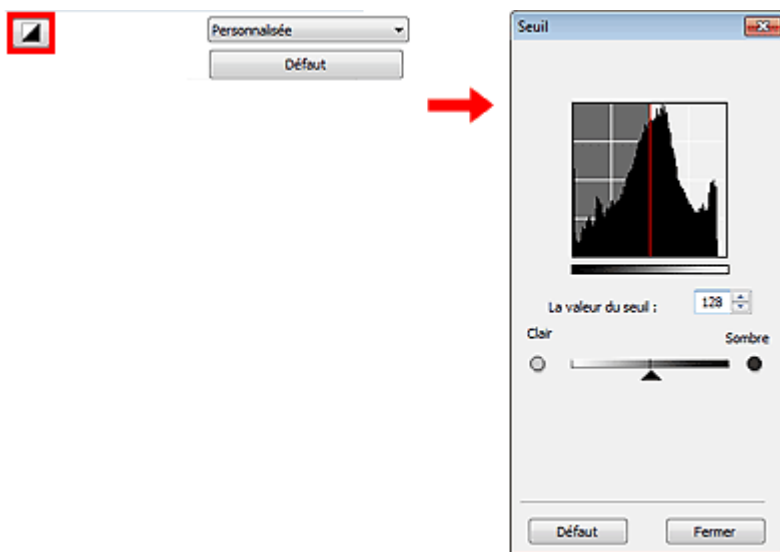 Personnalisée
Défaut
Seuil
La valeur du seuil :
128
Clair
Sombre
Défaut
Fermer